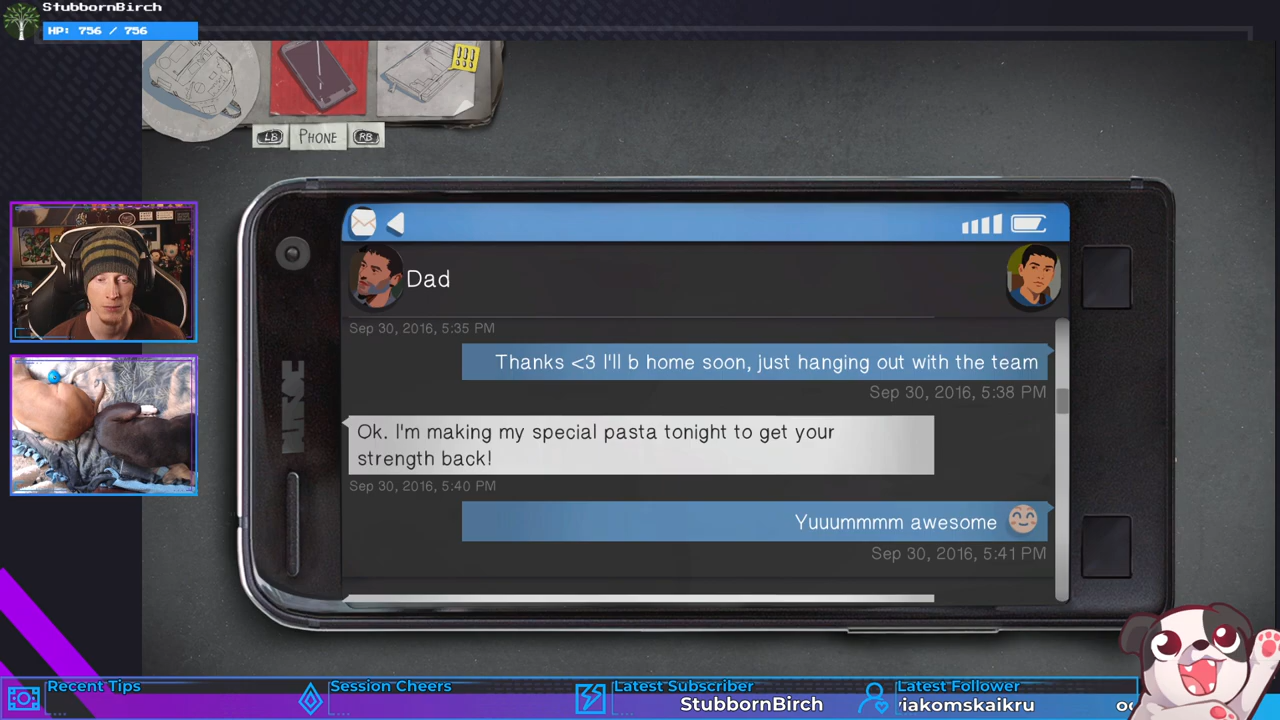 StubbornBirch
HP: 756 / 756
LB
PHONE
RB
Dad
Sep 30, 2016, 5:35 PM
Thanks <3 I'll b home soon, just hanging out with the team
Sep 30, 2016, 5:38 PM
Ok. I'm making my special pasta tonight to get your
strength back!
Sep 30, 2016, 5:40 PM
Yuuummmm awesome
Sep 30, 2016, 5:41 PM
Recent Tips
Session Cheers
Latest Subscriber
StubbornBirch
Latest Follower
viakomskaikru